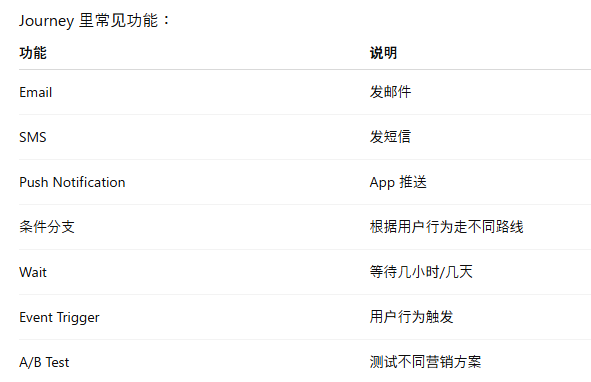 Journey 里常见功能：
功能 说明
Email 发邮件
SMS 发短信
Push Notification App 推送
条件分支 根据用户行为走不同路线
Wait 等待几小时/几天
Event Trigger 用户行为触发
A/B Test 测试不同营销方案